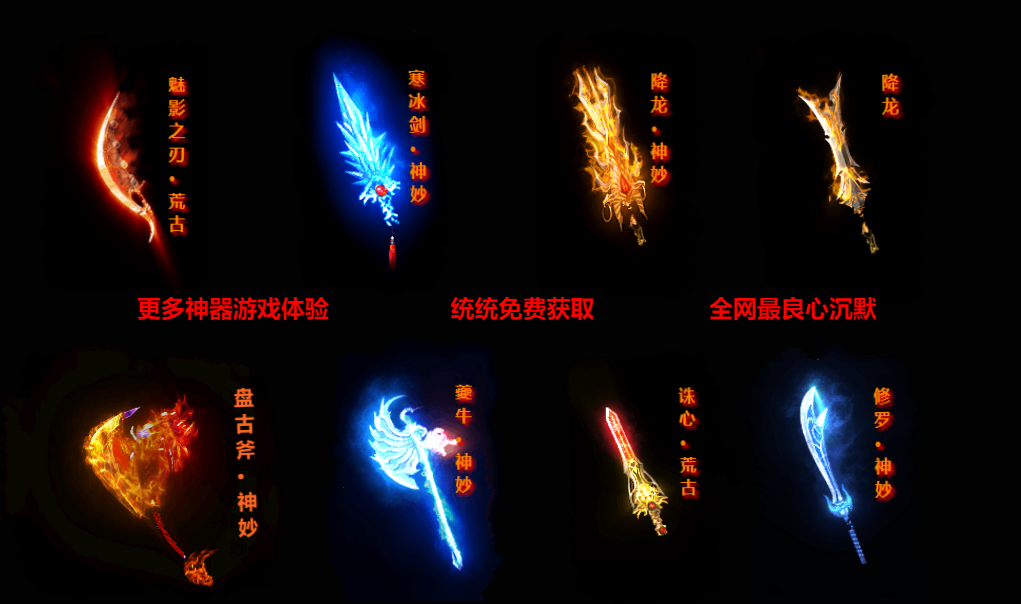 魅影之刃·荒古
寒冰剑·神妙
降龙·神妙
降龙
更多神器游戏体验
统统免费获取
全网最良心沉默
盘古斧·神妙
夔牛·神妙
诛心·荒古
修罗·神妙